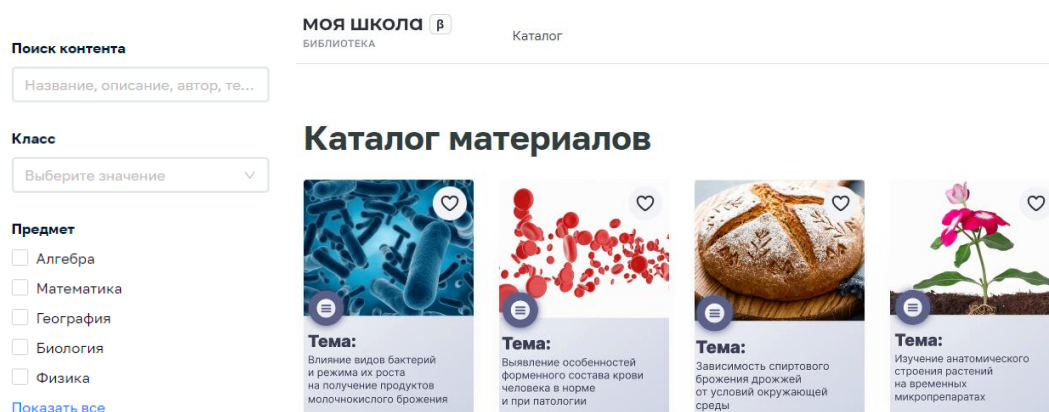 Поиск контента
Название, описание, автор, те...
Класс
Выберите значение
Предмет
Алгебра
Математика
География
Биология
Физика
Показать все
моя школа β
БИБЛИОТЕКА
Каталог
Каталог материалов
Тема:
Влияние видов бактерий
и режима их роста
на получение продуктов
молочнокислого брожения
Тема:
Выявление особенностей
форменного состава крови
человека в норме
и при патологии
Тема:
Зависимость спиртового
брожения дрожжей
от условий окружающей
среды
Тема:
Изучение анатомического
строения растений
на временных
микропрепаратах